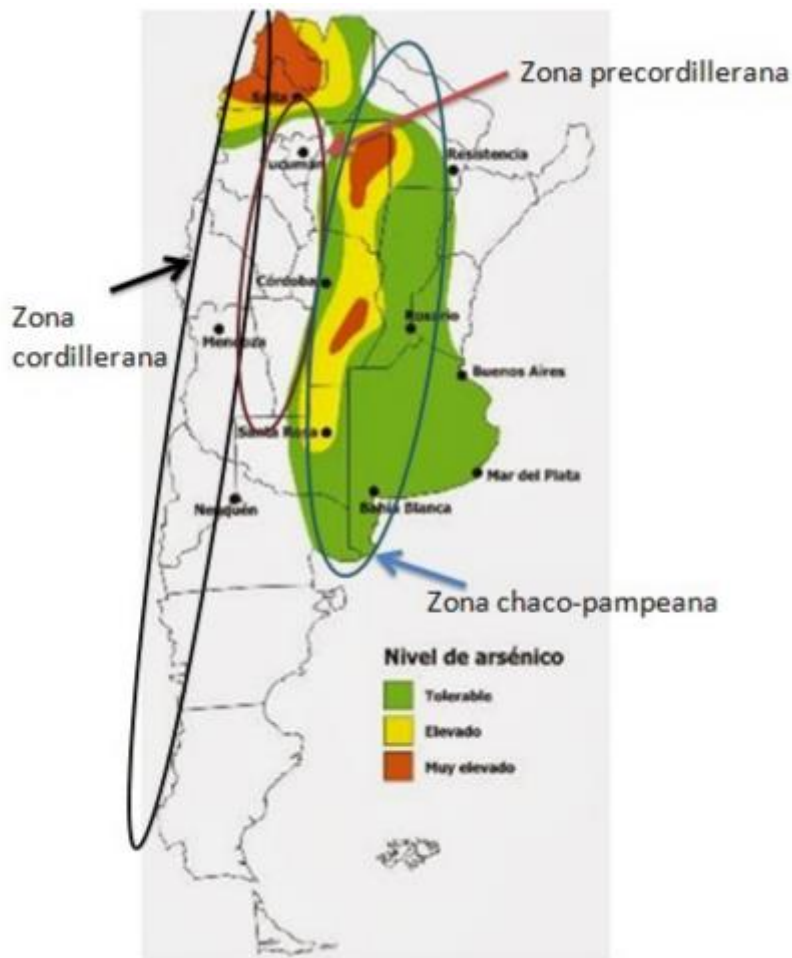 Zona precordillerana
Salta
Tucumán
Resistencia
Córdoba
Zona
cordillerana
Mendoza
Rosario
Buenos Aires
Santa Rosa
Mar del Plata
Neuquén
Bahía Blanca
Zona chaco-pampeana
Nivel de arsénico
Tolerable
Elevado
Muy elevado